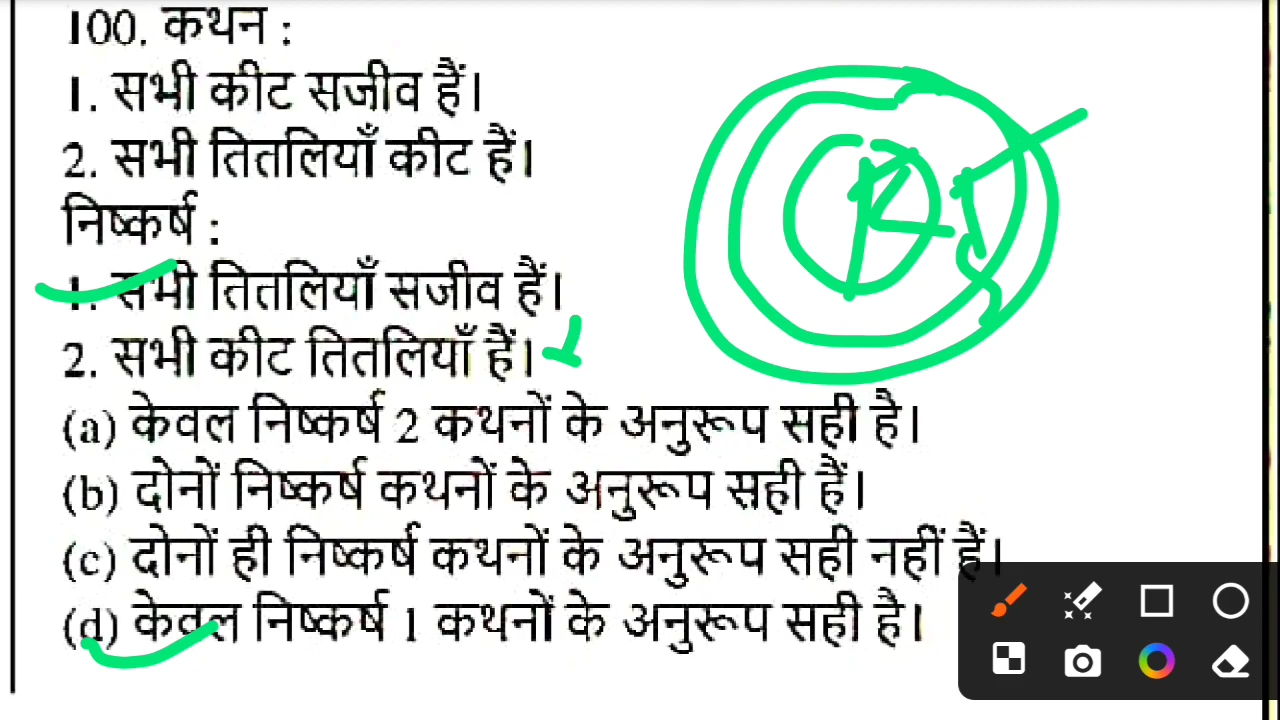 100. कथन :
1. सभी कीट सजीव हैं।
2. सभी तितलियाँ कीट हैं।
निष्कर्ष :
1. सभी तितलियाँ सजीव हैं।
2. सभी कीट तितलियाँ हैं।
(a) केवल निष्कर्ष 2 कथनों के अनुरूप सही है।
(b) दोनों निष्कर्ष कथनों के अनुरूप सही हैं।
(c) दोनों ही निष्कर्ष कथनों के अनुरूप सही नहीं हैं।
(d) केवल निष्कर्ष 1 कथनों के अनुरूप सही है।